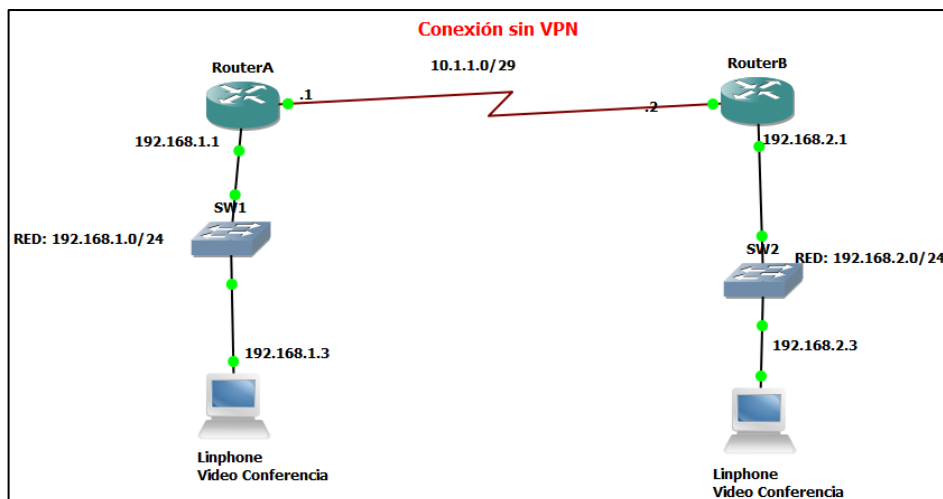 Conexión sin VPN
RouterA
10.1.1.0/29
RouterB
.1
.2
192.168.1.1
192.168.2.1
SW1
RED: 192.168.1.0/24
SW2
RED: 192.168.2.0/24
192.168.1.3
192.168.2.3
Linphone
Video Conferencia
Linphone
Video Conferencia